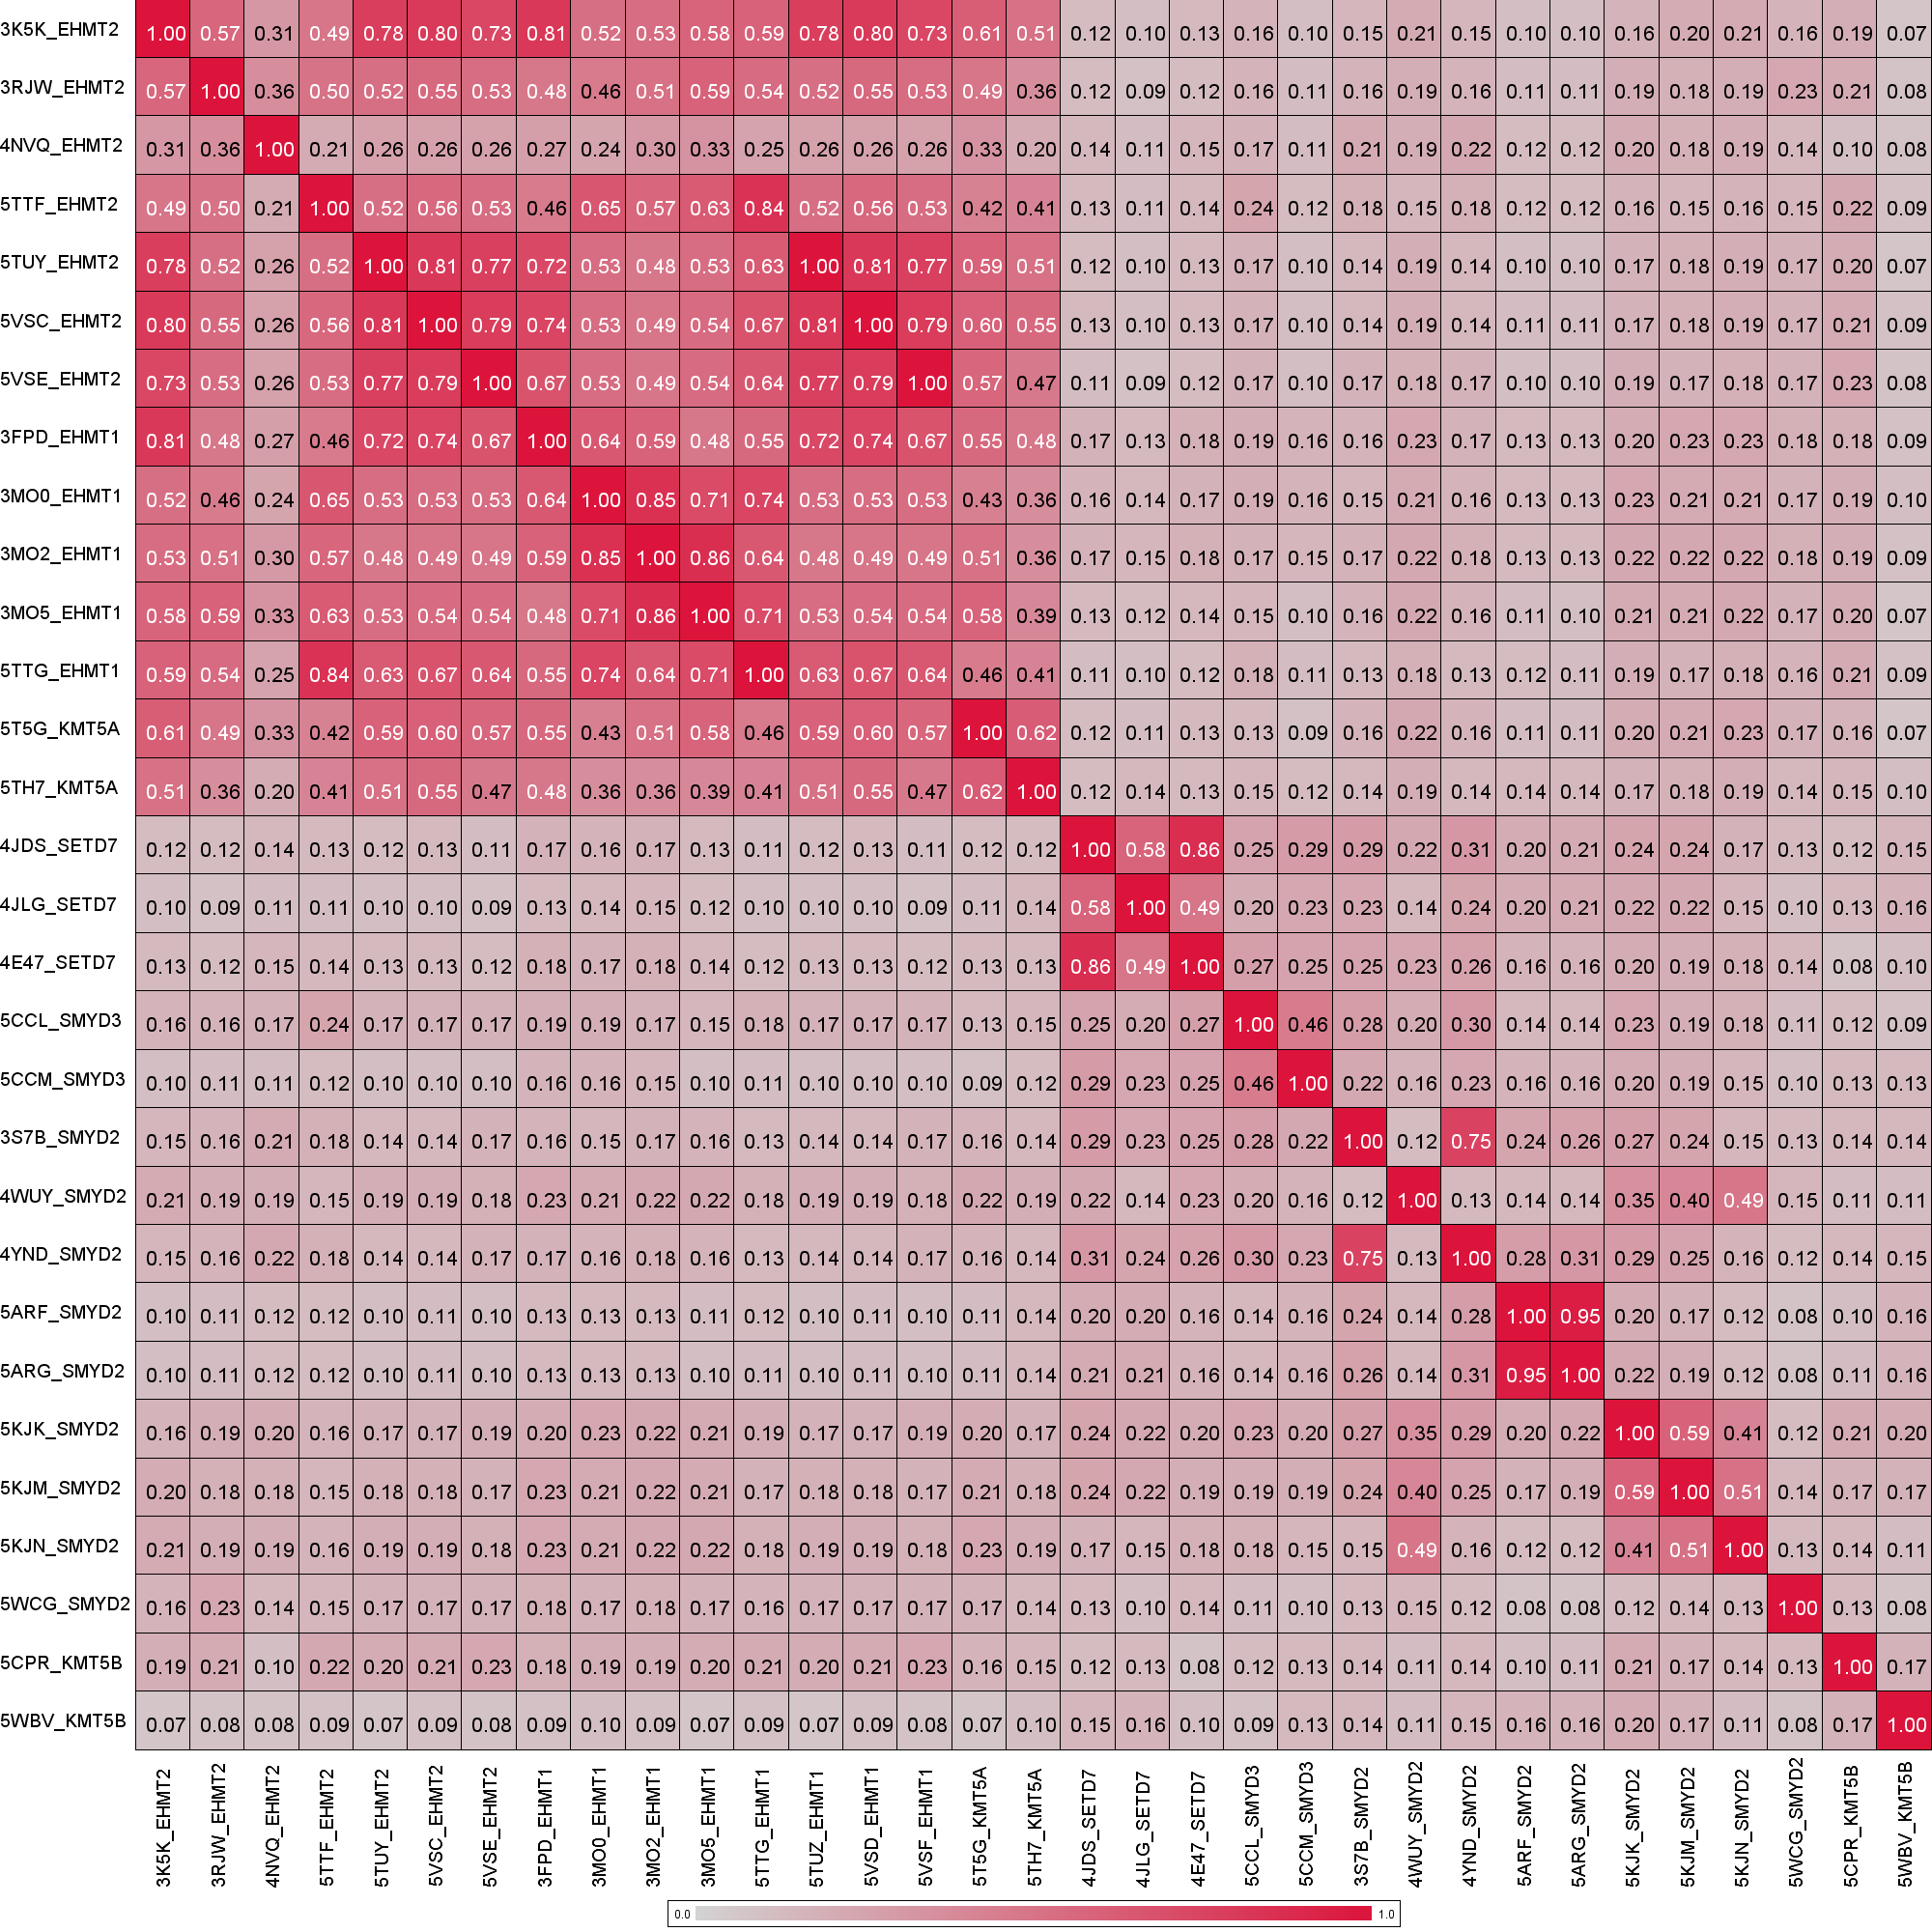 3K5K_EHMT2 1.00 0.57 0.31 0.49 0.78 0.80 0.73 0.81 0.52 0.53 0.58 0.59 0.78 0.80 0.73 0.61 0.51 0.12 0.10 0.13 0.16 0.10 0.15 0.21 0.15 0.10 0.10 0.16 0.20 0.21 0.16 0.19 0.07
3RJW_EHMT2 0.57 1.00 0.36 0.50 0.52 0.55 0.53 0.48 0.46 0.51 0.59 0.54 0.52 0.55 0.53 0.49 0.36 0.12 0.09 0.12 0.16 0.11 0.16 0.19 0.16 0.11 0.11 0.19 0.18 0.19 0.23 0.21 0.08
4NVQ_EHMT2 0.31 0.36 1.00 0.21 0.26 0.26 0.26 0.27 0.24 0.30 0.33 0.25 0.26 0.26 0.26 0.33 0.20 0.14 0.11 0.15 0.17 0.11 0.21 0.19 0.22 0.12 0.12 0.20 0.18 0.19 0.14 0.10 0.08
5TTF_EHMT2 0.49 0.50 0.21 1.00 0.52 0.56 0.53 0.46 0.65 0.57 0.63 0.84 0.52 0.56 0.53 0.42 0.41 0.13 0.11 0.14 0.24 0.12 0.18 0.15 0.18 0.12 0.12 0.16 0.15 0.16 0.15 0.22 0.09
5TUY_EHMT2 0.78 0.52 0.26 0.52 1.00 0.81 0.77 0.72 0.53 0.48 0.53 0.63 1.00 0.81 0.77 0.59 0.51 0.12 0.10 0.13 0.17 0.10 0.14 0.19 0.14 0.10 0.10 0.17 0.18 0.19 0.17 0.20 0.07
5VSC_EHMT2 0.80 0.55 0.26 0.56 0.81 1.00 0.79 0.74 0.53 0.49 0.54 0.67 0.81 1.00 0.79 0.60 0.55 0.13 0.10 0.13 0.17 0.10 0.14 0.19 0.14 0.11 0.11 0.17 0.18 0.19 0.17 0.21 0.09
5VSE_EHMT2 0.73 0.53 0.26 0.53 0.77 0.79 1.00 0.67 0.53 0.49 0.54 0.64 0.77 0.79 1.00 0.57 0.47 0.11 0.09 0.12 0.17 0.10 0.17 0.18 0.17 0.10 0.10 0.19 0.17 0.18 0.17 0.23 0.08
3FPD_EHMT1 0.81 0.48 0.27 0.46 0.72 0.74 0.67 1.00 0.64 0.59 0.48 0.55 0.72 0.74 0.67 0.55 0.48 0.17 0.13 0.18 0.19 0.16 0.16 0.23 0.17 0.13 0.13 0.20 0.23 0.23 0.18 0.18 0.09
3MO0_EHMT1 0.52 0.46 0.24 0.65 0.53 0.53 0.53 0.64 1.00 0.85 0.71 0.74 0.53 0.53 0.53 0.43 0.36 0.16 0.14 0.17 0.19 0.16 0.15 0.21 0.16 0.13 0.13 0.23 0.21 0.21 0.17 0.19 0.10
3MO2_EHMT1 0.53 0.51 0.30 0.57 0.48 0.49 0.49 0.59 0.85 1.00 0.86 0.64 0.48 0.49 0.49 0.51 0.36 0.17 0.15 0.18 0.17 0.15 0.17 0.22 0.18 0.13 0.13 0.22 0.22 0.22 0.18 0.19 0.09
3MO5_EHMT1 0.58 0.59 0.33 0.63 0.53 0.54 0.54 0.48 0.71 0.86 1.00 0.71 0.53 0.54 0.54 0.58 0.39 0.13 0.12 0.14 0.15 0.10 0.16 0.22 0.16 0.11 0.10 0.21 0.21 0.22 0.17 0.20 0.07
5TTG_EHMT1 0.59 0.54 0.25 0.84 0.63 0.67 0.64 0.55 0.74 0.64 0.71 1.00 0.63 0.67 0.64 0.46 0.41 0.11 0.10 0.12 0.18 0.11 0.13 0.18 0.13 0.12 0.11 0.19 0.17 0.18 0.16 0.21 0.09
5T5G_KMT5A 0.61 0.49 0.33 0.42 0.59 0.60 0.57 0.55 0.43 0.51 0.58 0.46 0.59 0.60 0.57 1.00 0.62 0.12 0.11 0.13 0.13 0.09 0.16 0.22 0.16 0.11 0.11 0.20 0.21 0.23 0.17 0.16 0.07
5TH7_KMT5A 0.51 0.36 0.20 0.41 0.51 0.55 0.47 0.48 0.36 0.36 0.39 0.41 0.51 0.55 0.47 0.62 1.00 0.12 0.14 0.13 0.15 0.12 0.14 0.19 0.14 0.14 0.14 0.17 0.18 0.19 0.14 0.15 0.10
4JDS_SETD7 0.12 0.12 0.14 0.13 0.12 0.13 0.11 0.17 0.16 0.17 0.13 0.11 0.12 0.13 0.11 0.12 0.12 1.00 0.58 0.86 0.25 0.29 0.29 0.22 0.31 0.20 0.21 0.24 0.24 0.17 0.13 0.12 0.15
4JLG_SETD7 0.10 0.09 0.11 0.11 0.10 0.10 0.09 0.13 0.14 0.15 0.12 0.10 0.10 0.10 0.09 0.11 0.14 0.58 1.00 0.49 0.20 0.23 0.23 0.14 0.24 0.20 0.21 0.22 0.22 0.15 0.10 0.13 0.16
4E47_SETD7 0.13 0.12 0.15 0.14 0.13 0.13 0.12 0.18 0.17 0.18 0.14 0.12 0.13 0.13 0.12 0.13 0.13 0.86 0.49 1.00 0.27 0.25 0.25 0.23 0.26 0.16 0.16 0.20 0.19 0.18 0.14 0.08 0.10
5CCL_SMYD3 0.16 0.16 0.17 0.24 0.17 0.17 0.17 0.19 0.19 0.17 0.15 0.18 0.17 0.17 0.17 0.13 0.15 0.25 0.20 0.27 1.00 0.46 0.28 0.20 0.30 0.14 0.14 0.23 0.19 0.18 0.11 0.12 0.09
5CCM_SMYD3 0.10 0.11 0.11 0.12 0.10 0.10 0.10 0.16 0.16 0.15 0.10 0.11 0.10 0.10 0.10 0.09 0.12 0.29 0.23 0.25 0.46 1.00 0.22 0.16 0.23 0.16 0.16 0.20 0.19 0.15 0.10 0.13 0.13
3S7B_SMYD2 0.15 0.16 0.21 0.18 0.14 0.14 0.17 0.16 0.15 0.17 0.16 0.13 0.14 0.14 0.17 0.16 0.14 0.29 0.23 0.25 0.28 0.22 1.00 0.12 0.75 0.24 0.26 0.27 0.24 0.15 0.13 0.14 0.14
4WUY_SMYD2 0.21 0.19 0.19 0.15 0.19 0.19 0.18 0.23 0.21 0.22 0.22 0.18 0.19 0.19 0.18 0.22 0.19 0.22 0.14 0.23 0.20 0.16 0.12 1.00 0.13 0.14 0.14 0.35 0.40 0.49 0.15 0.11 0.11
4YND_SMYD2 0.15 0.16 0.22 0.18 0.14 0.14 0.17 0.17 0.16 0.18 0.16 0.13 0.14 0.14 0.17 0.16 0.14 0.31 0.24 0.26 0.30 0.23 0.75 0.13 1.00 0.28 0.31 0.29 0.25 0.16 0.12 0.14 0.15
5ARF_SMYD2 0.10 0.11 0.12 0.12 0.10 0.11 0.10 0.13 0.13 0.13 0.11 0.12 0.10 0.11 0.10 0.11 0.14 0.20 0.20 0.16 0.14 0.16 0.24 0.14 0.28 1.00 0.95 0.20 0.17 0.12 0.08 0.10 0.16
5ARG_SMYD2 0.10 0.11 0.12 0.12 0.10 0.11 0.10 0.13 0.13 0.13 0.10 0.11 0.10 0.11 0.10 0.11 0.14 0.21 0.21 0.16 0.14 0.16 0.26 0.14 0.31 0.95 1.00 0.22 0.19 0.12 0.08 0.11 0.16
5KJK_SMYD2 0.16 0.19 0.20 0.16 0.17 0.17 0.19 0.20 0.23 0.22 0.21 0.19 0.17 0.17 0.19 0.20 0.17 0.24 0.22 0.20 0.23 0.20 0.27 0.35 0.29 0.20 0.22 1.00 0.59 0.41 0.12 0.21 0.20
5KJM_SMYD2 0.20 0.18 0.18 0.15 0.18 0.18 0.17 0.23 0.21 0.22 0.21 0.17 0.18 0.18 0.17 0.21 0.18 0.24 0.22 0.19 0.19 0.19 0.24 0.40 0.25 0.17 0.19 0.59 1.00 0.51 0.14 0.17 0.17
5KJN_SMYD2 0.21 0.19 0.19 0.16 0.19 0.19 0.18 0.23 0.21 0.22 0.22 0.18 0.19 0.19 0.18 0.23 0.19 0.17 0.15 0.18 0.18 0.15 0.15 0.49 0.16 0.12 0.12 0.41 0.51 1.00 0.13 0.14 0.11
5WCG_SMYD2 0.16 0.23 0.14 0.15 0.17 0.17 0.17 0.18 0.17 0.18 0.17 0.16 0.17 0.17 0.17 0.17 0.14 0.13 0.10 0.14 0.11 0.10 0.13 0.15 0.12 0.08 0.08 0.12 0.14 0.13 1.00 0.13 0.08
5CPR_KMT5B 0.19 0.21 0.10 0.22 0.20 0.21 0.23 0.18 0.19 0.19 0.20 0.21 0.20 0.21 0.23 0.16 0.15 0.12 0.13 0.08 0.12 0.13 0.14 0.11 0.14 0.10 0.11 0.21 0.17 0.14 0.13 1.00 0.17
5WBV_KMT5B 0.07 0.08 0.08 0.09 0.07 0.09 0.08 0.09 0.10 0.09 0.07 0.09 0.07 0.09 0.08 0.07 0.10 0.15 0.16 0.10 0.09 0.13 0.14 0.11 0.15 0.16 0.16 0.20 0.17 0.11 0.08 0.17 1.00
3K5K_EHMT2
3RJW_EHMT2
4NVQ_EHMT2
5TTF_EHMT2
5TUY_EHMT2
5VSC_EHMT2
5VSE_EHMT2
3FPD_EHMT1
3MO0_EHMT1
3MO2_EHMT1
3MO5_EHMT1
5TTG_EHMT1
5TUZ_EHMT1
5VSD_EHMT1
5VSF_EHMT1
5T5G_KMT5A
5TH7_KMT5A
4JDS_SETD7
4JLG_SETD7
4E47_SETD7
5CCL_SMYD3
5CCM_SMYD3
3S7B_SMYD2
4WUY_SMYD2
4YND_SMYD2
5ARF_SMYD2
5ARG_SMYD2
5KJK_SMYD2
5KJM_SMYD2
5KJN_SMYD2
5WCG_SMYD2
5CPR_KMT5B
5WBV_KMT5B
0.0 1.0